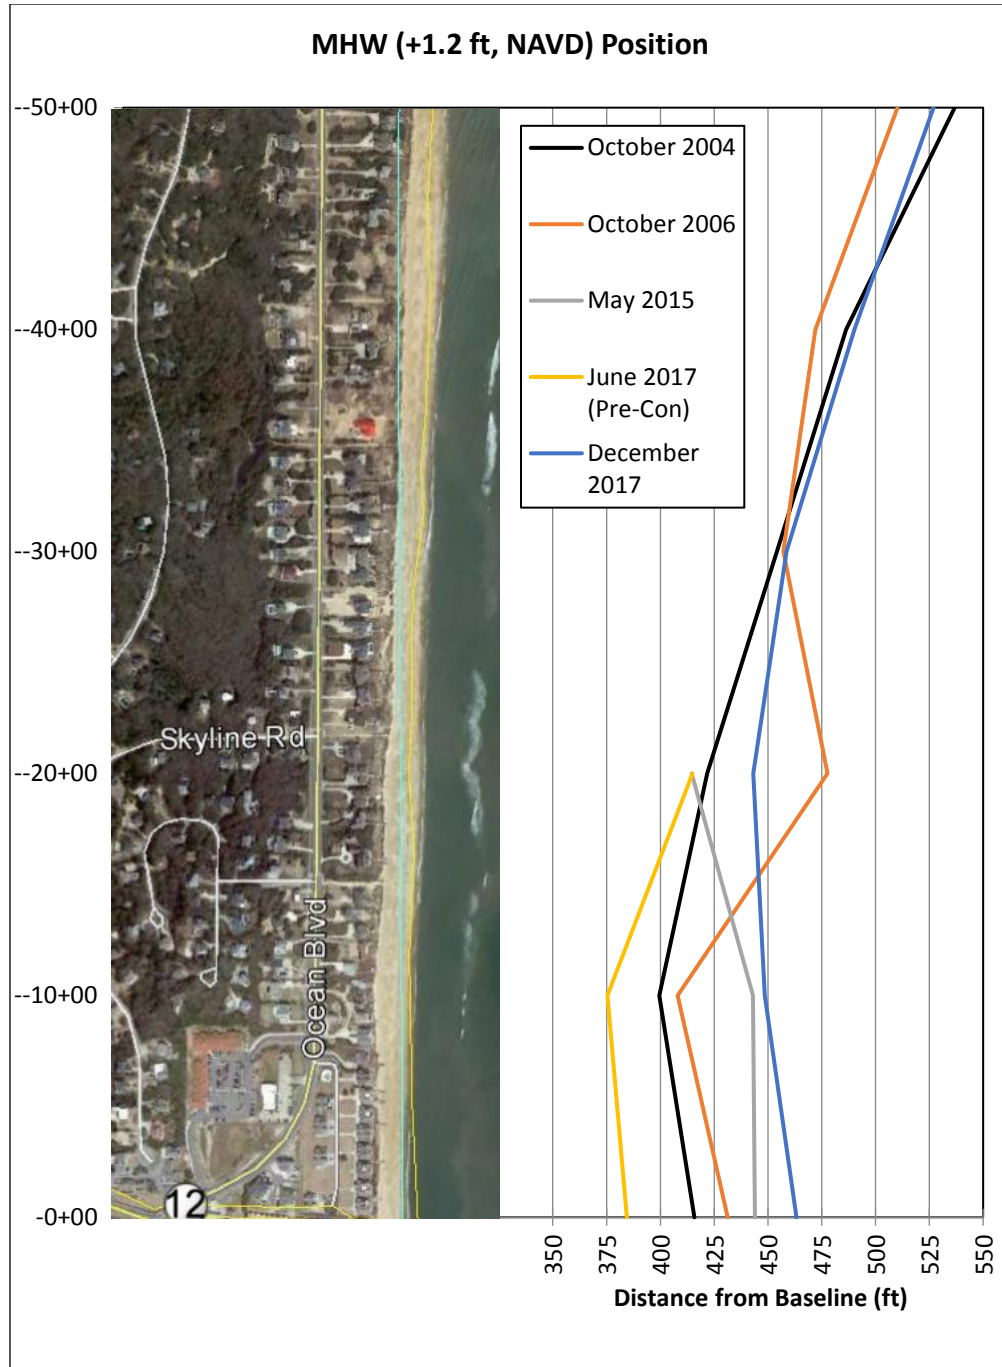 MHW (+1.2 ft, NAVD) Position
--50+00
--40+00
--30+00
--20+00
--10+00
-0+00
Skyline Rd
Ocean Blvd
12
October 2004
October 2006
May 2015
June 2017
(Pre-Con)
December
2017
350
375
400
425
450
475
500
525
550
Distance from Baseline (ft)